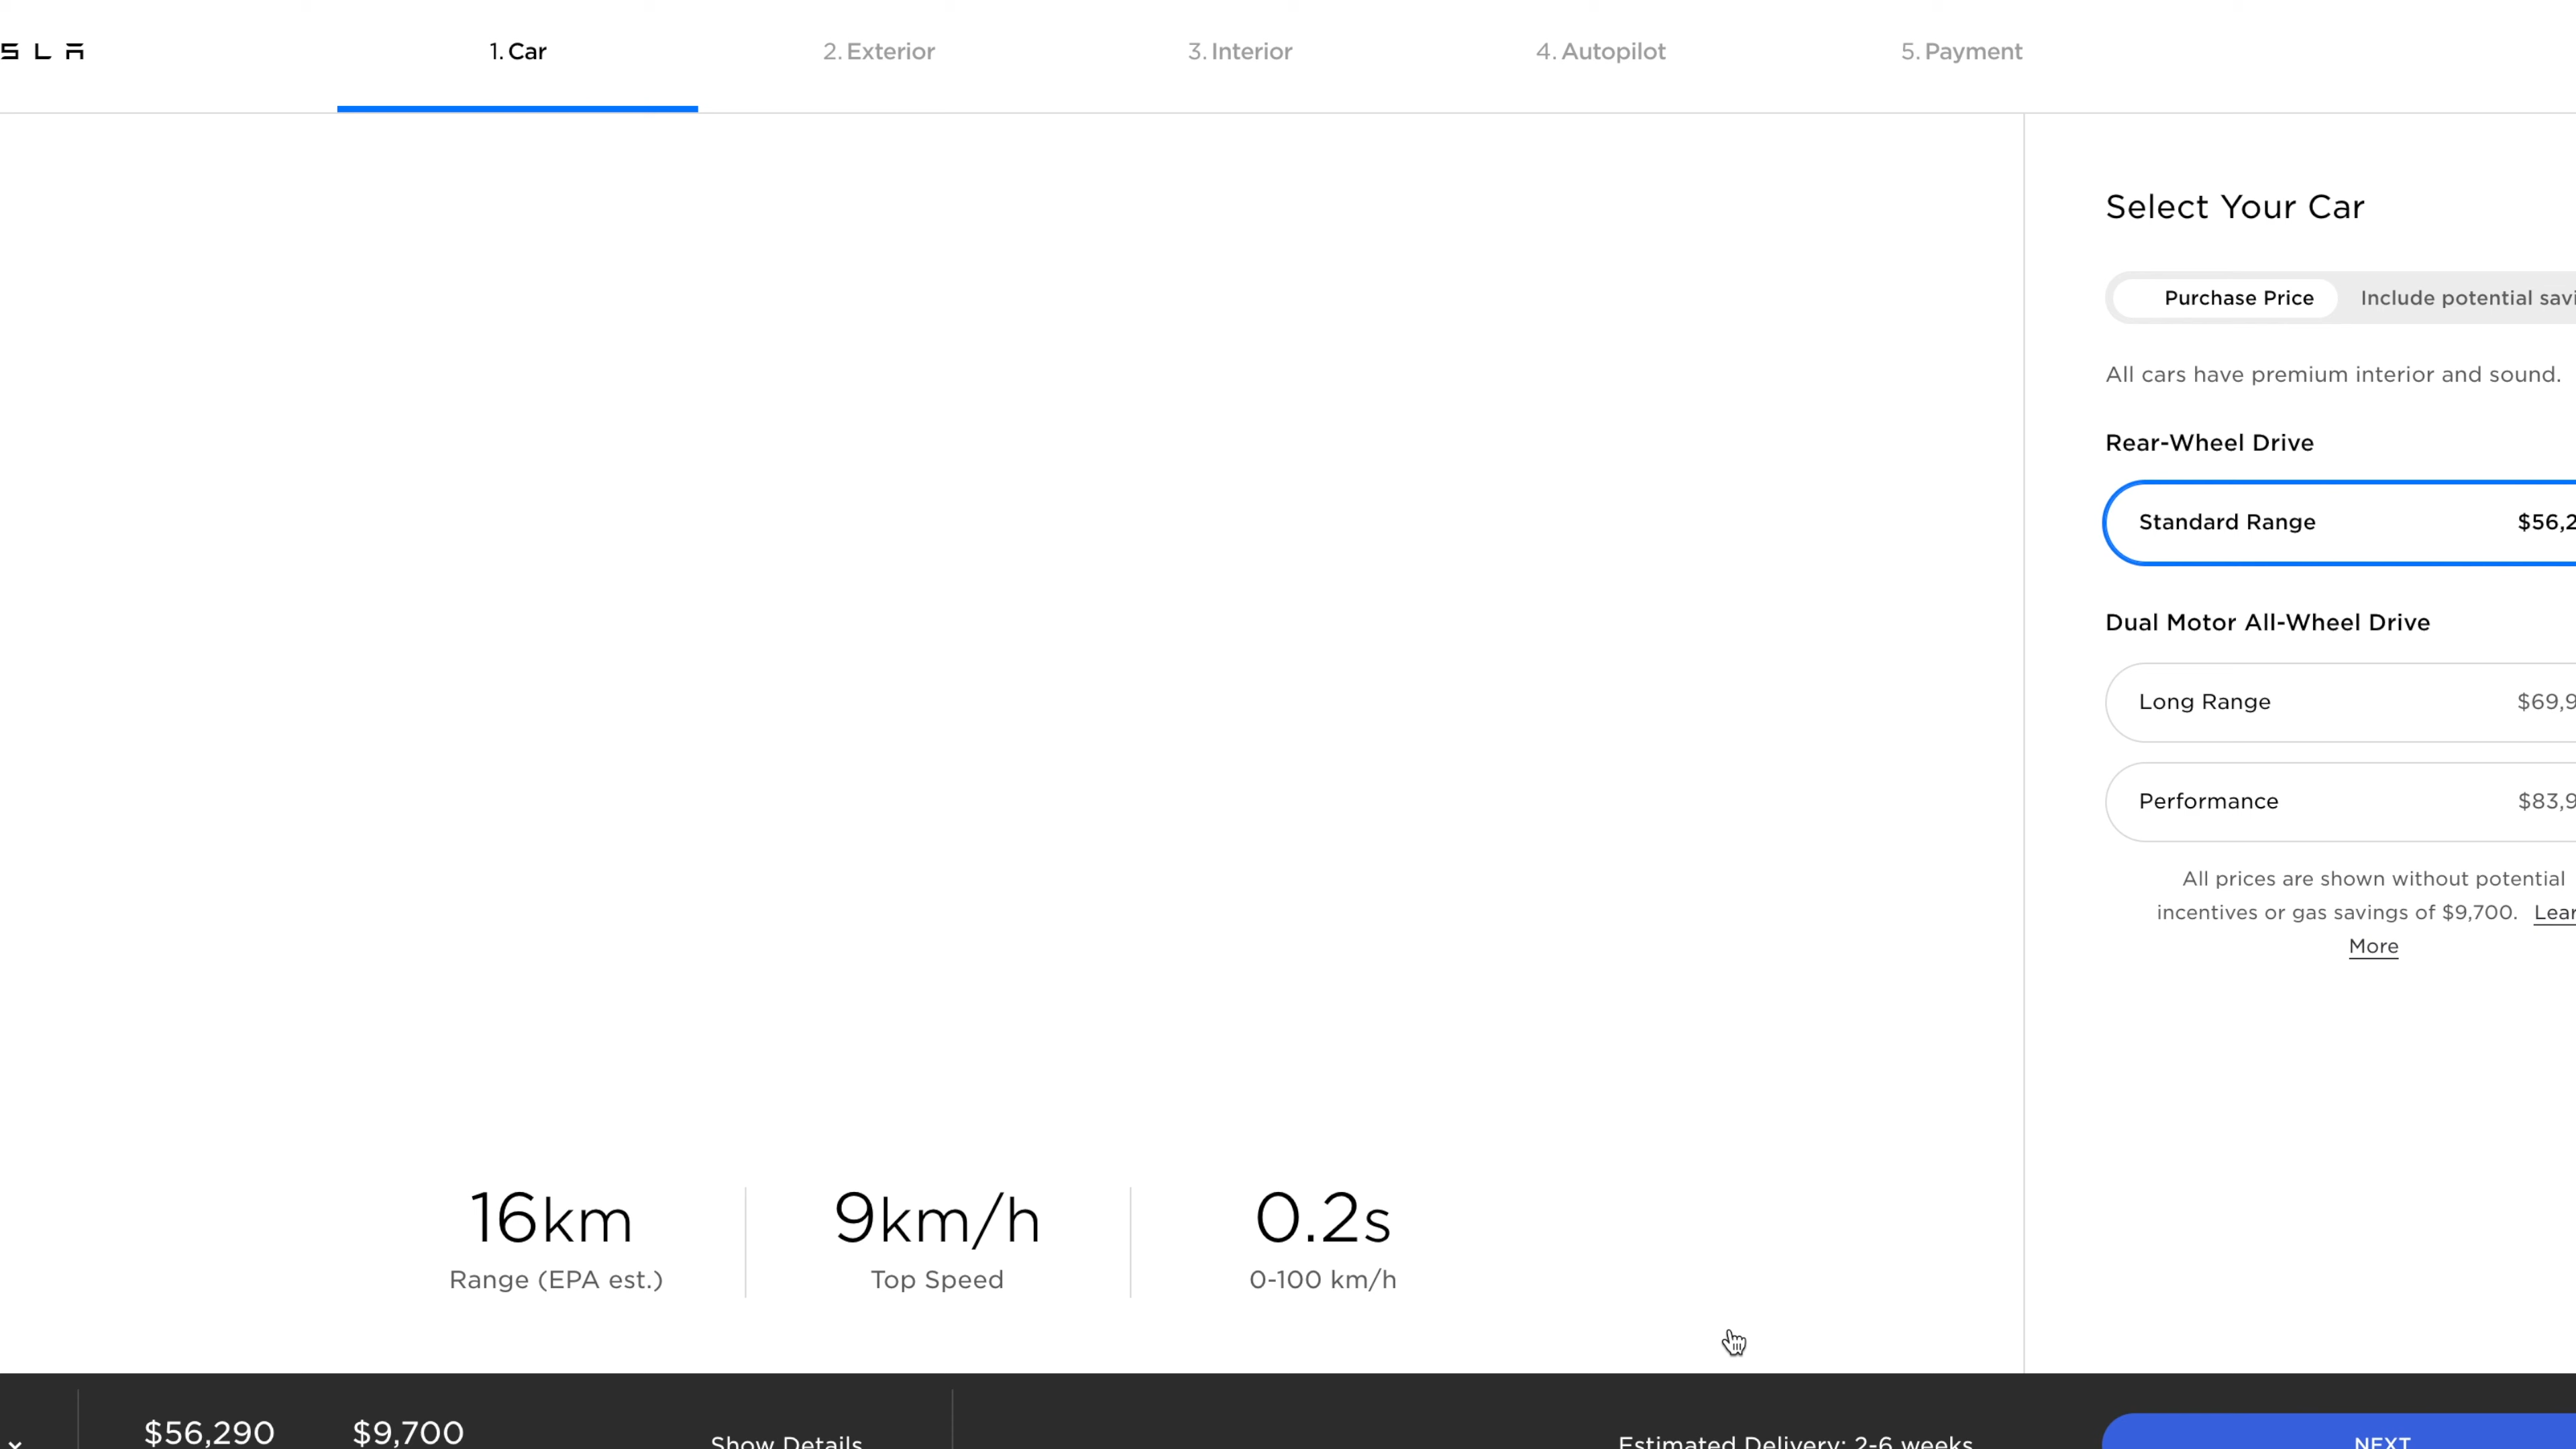 SLA
1. Car
2. Exterior
3. Interior
4. Autopilot
5. Payment
Select Your Car
Purchase Price
Include potential
All cars have premium interior and sound.
Rear-Wheel Drive
Standard Range
Dual Motor All-Wheel Drive
Long Range
Performance
All prices are shown without potential
incentives or gas savings of $9,700.
More
16km
Range (EPA est.)
9km/h
Top Speed
0.2s
0-100 km/h
$56,290
$9,700
Show Details
Estimated Delivery: 2-6 weeks
NEXT